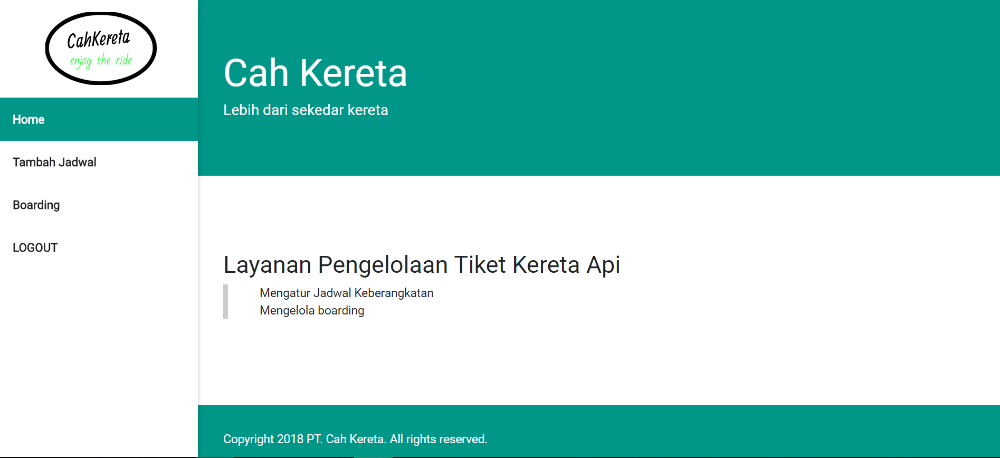 CahKereta
enjoy the ride
Home
Tambah Jadwal
Boarding
LOGOUT
Cah Kereta
Lebih dari sekedar kereta
Layanan Pengelolaan Tiket Kereta Api
Mengatur Jadwal Keberangkatan
Mengelola boarding
Copyright 2018 PT. Cah Kereta. All rights reserved.